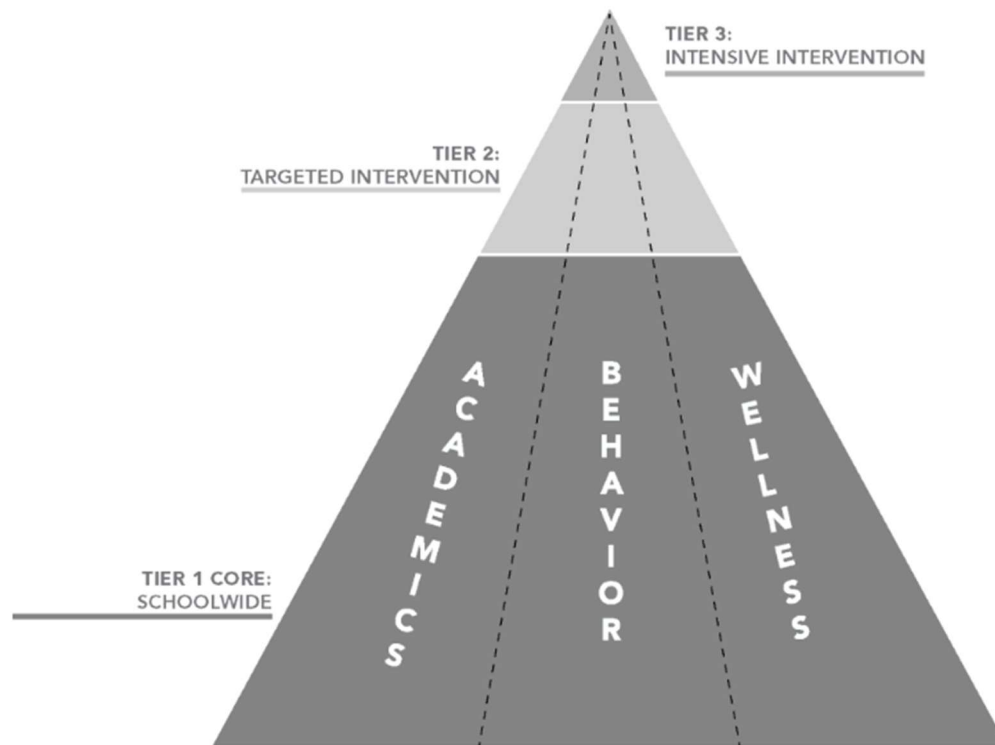 TIER 3:
INTENSIVE INTERVENTION
TIER 2:
TARGETED INTERVENTION
ACADEMICS
BEHAVIOR
WELLNESS
TIER 1 CORE:
SCHOOLWIDE